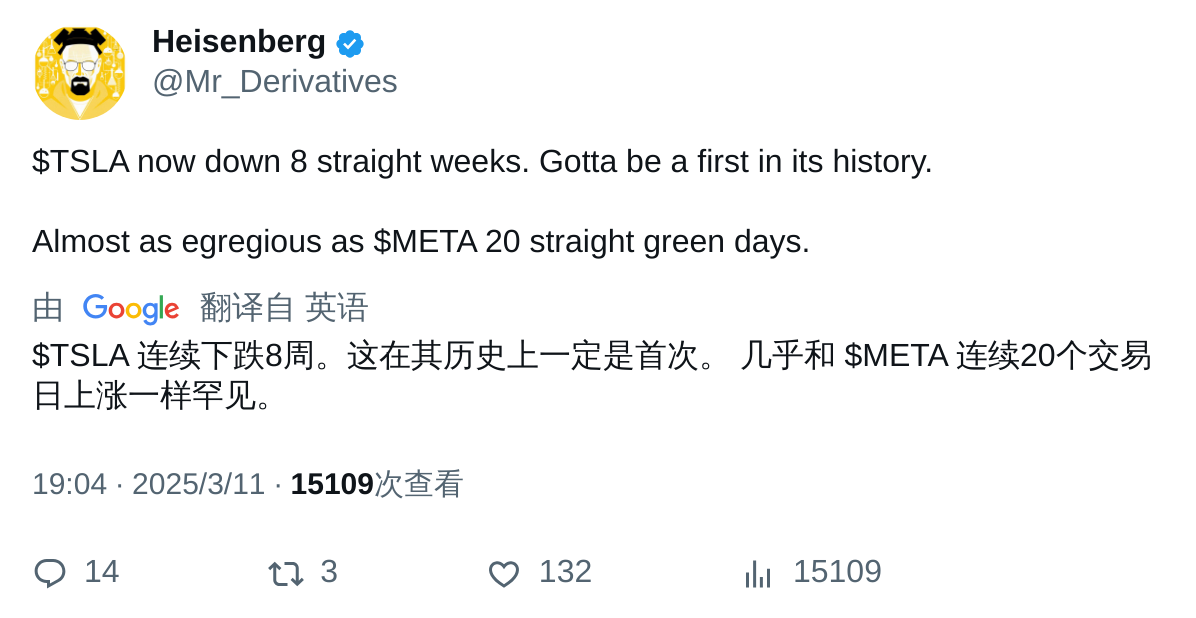 Heisenberg
@Mr_Derivatives
$TSLA now down 8 straight weeks. Gotta be a first in its history.
Almost as egregious as $META 20 straight green days.
由 Google 翻译自 英语
$TSLA 连续下跌8周。这在其历史上一定是首次。 几乎和 $META 连续20个交易
日上涨一样罕见。
19:04 · 2025/3/11 · 15109次查看
14 3 132 15109